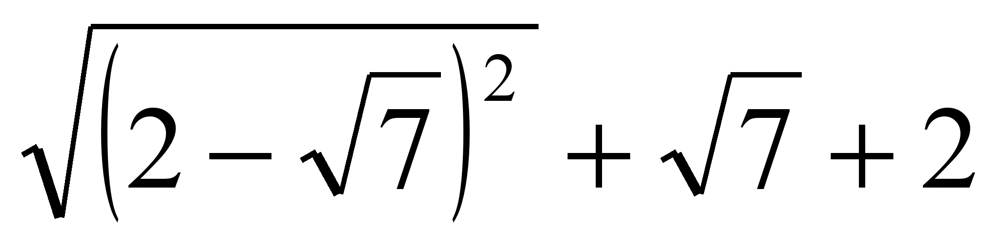 √(2 − √7)² + √7 + 2